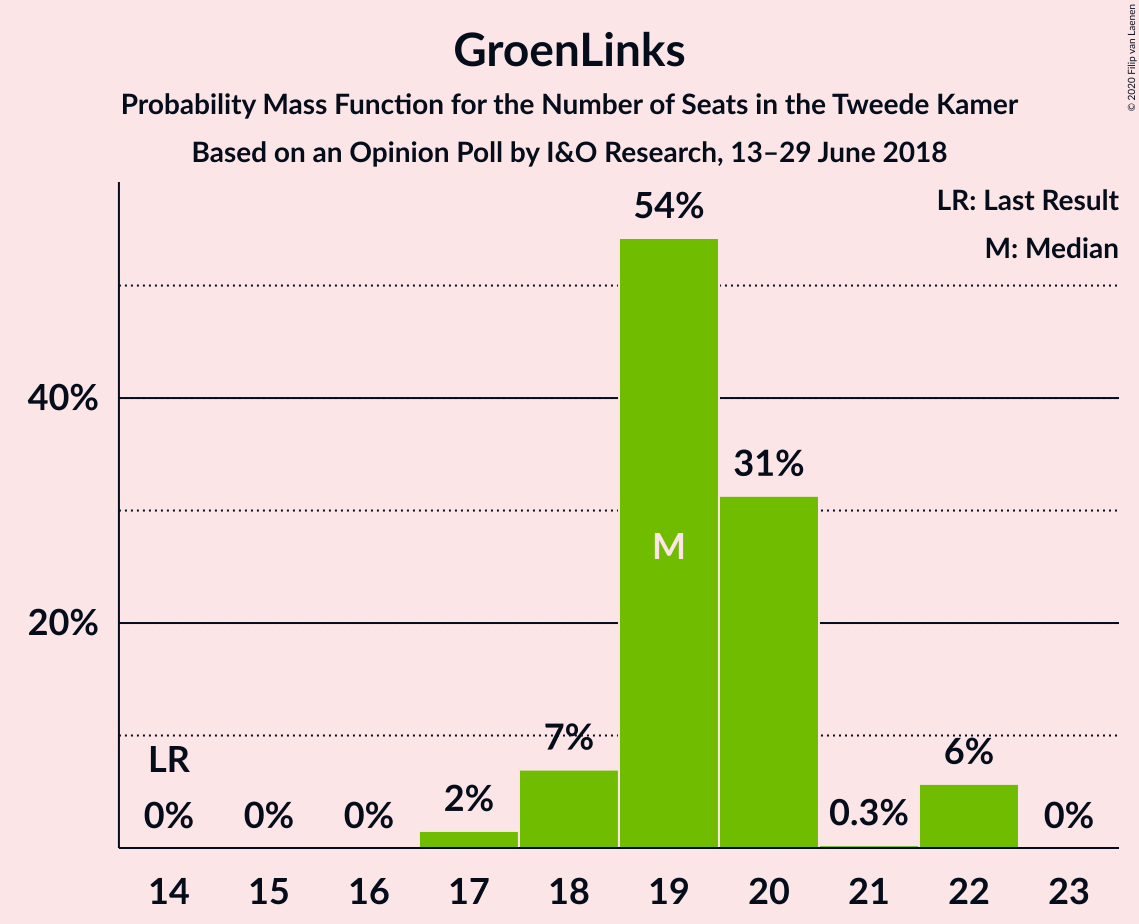 GroenLinks
Probability Mass Function for the Number of Seats in the Tweede Kamer
Based on an Opinion Poll by I&O Research, 13–29 June 2018
© 2020 Filip van Laenen
LR: Last Result
M: Median
54%
40%
31%
M
20%
7%
6%
LR
2%
0.3%
0% 0% 0% 0%
14 15 16 17 18 19 20 21 22 23